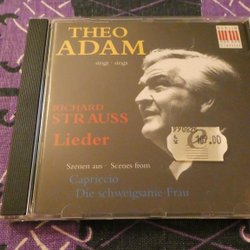 THEO
ADAM
singt · sings
RICHARD
STRAUSS
Lieder
Szenen aus · Scenes from
Capriccio
Die schweigsame Frau